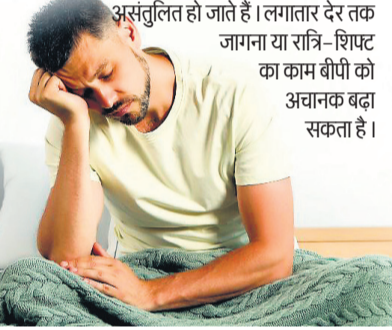 असंतुलित हो जाते हैं। लगातार देर तक
जागना या रात्रि-शिफ्ट
का काम बीपी को
अचानक बढ़ा
सकता है।